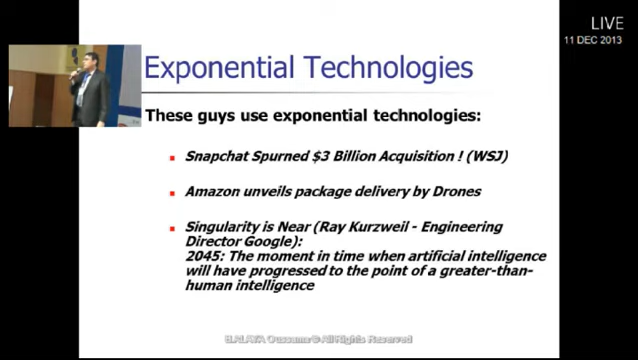 LIVE
11 DEC 2013
Exponential Technologies
These guys use exponential technologies:
Snapchat Spurned $3 Billion Acquisition ! (WSJ)
Amazon unveils package delivery by Drones
Singularity is Near (Ray Kurzweil - Engineering
Director Google):
2045: The moment in time when artificial intelligence
will have progressed to the point of a greater-than-
human intelligence
Oussama© All Rights Reserved